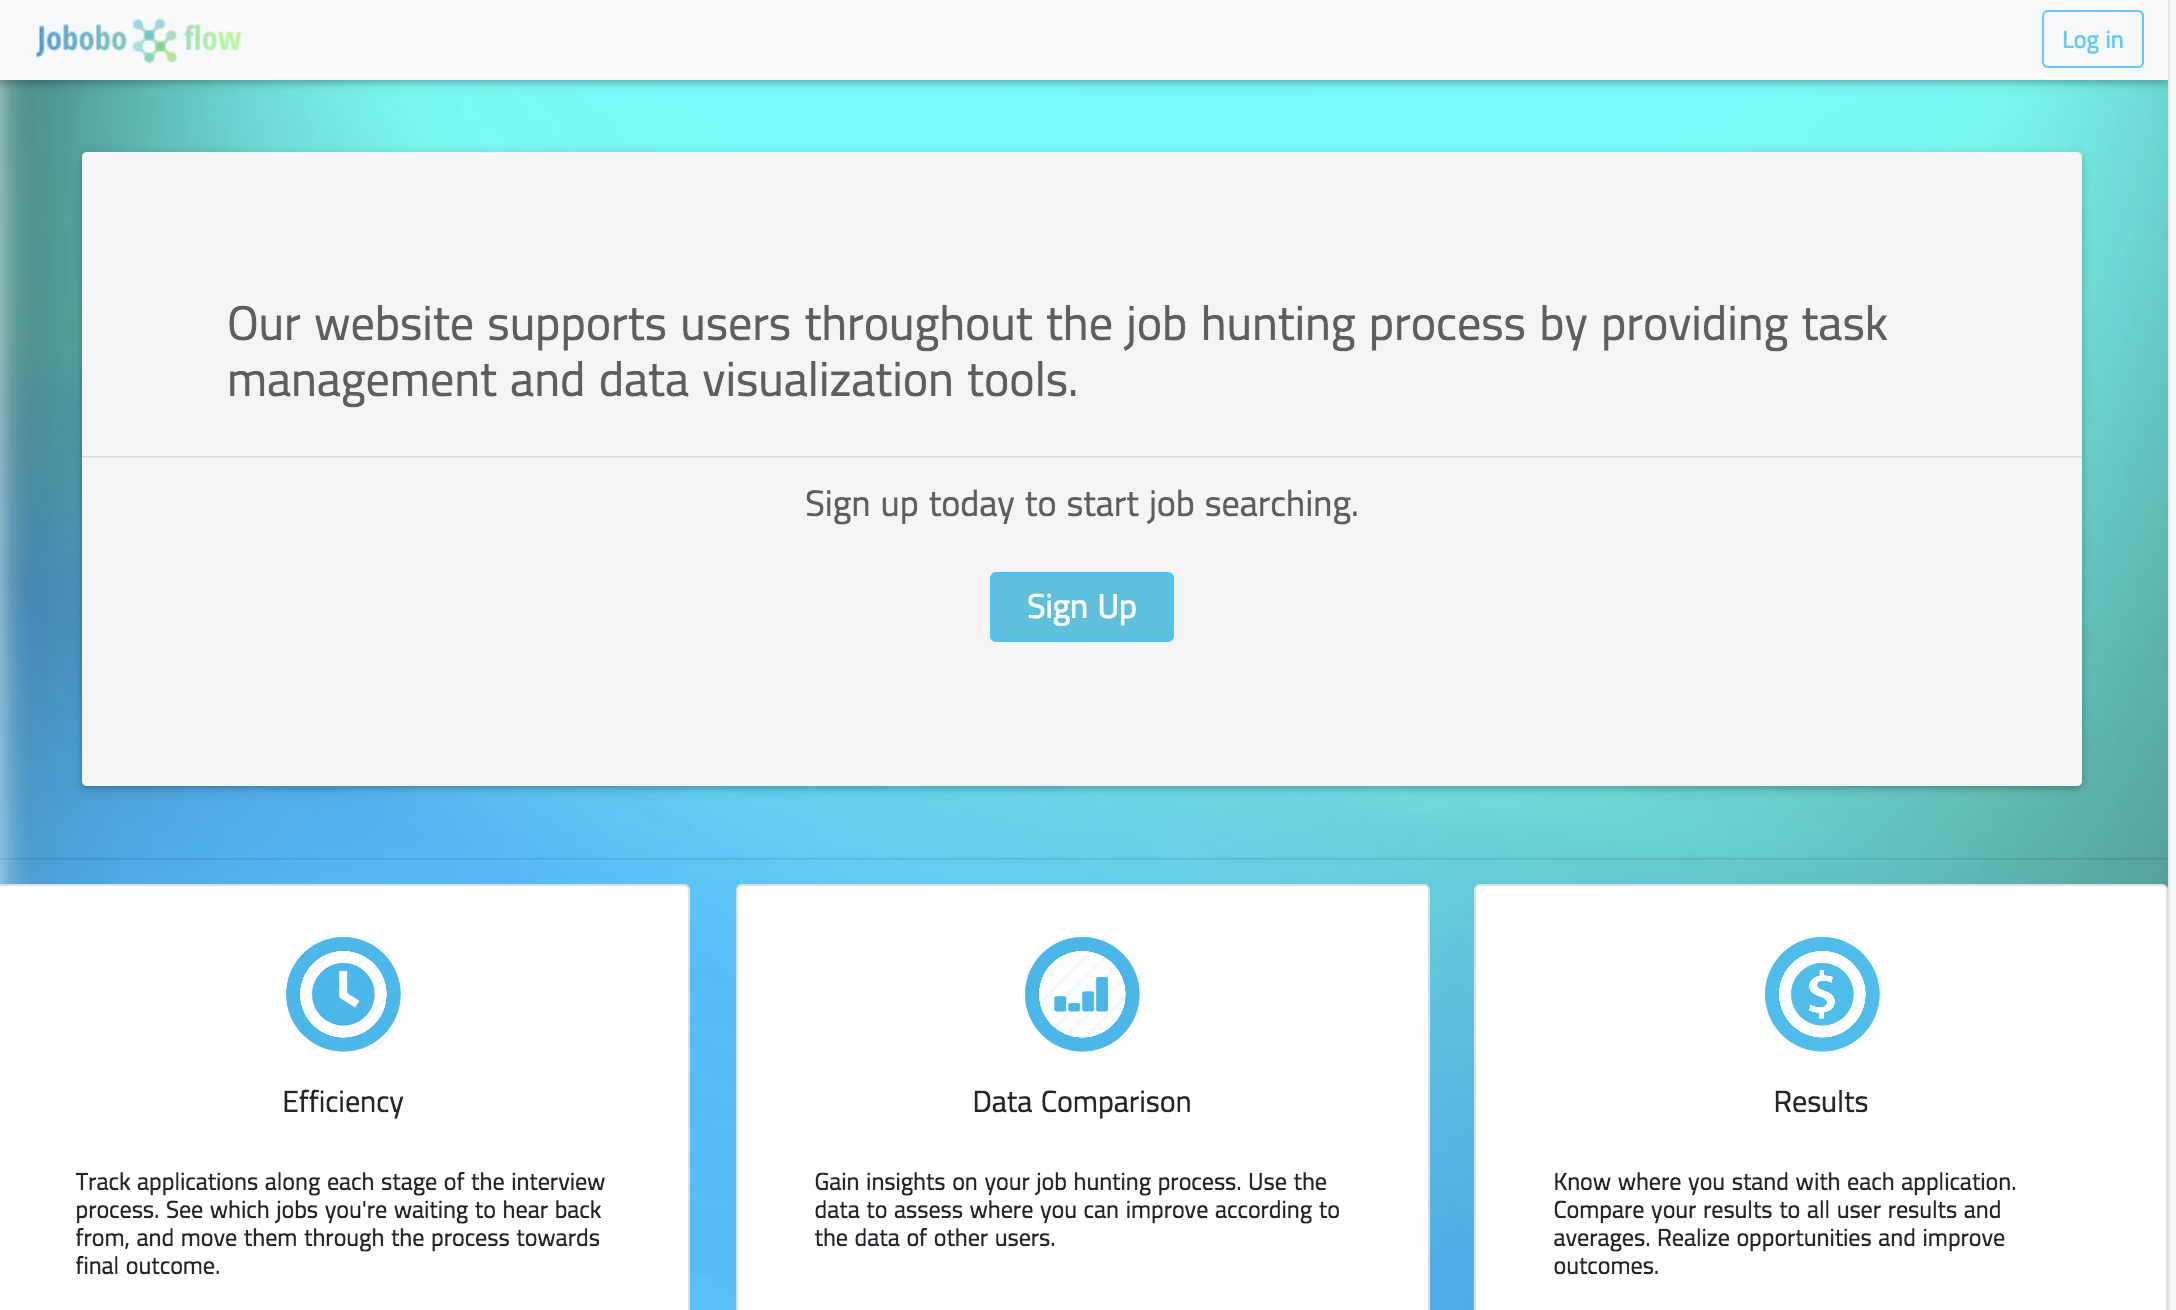 Jobobo flow
Log in
Our website supports users throughout the job hunting process by providing task
management and data visualization tools.
Sign up today to start job searching.
Sign Up
Efficiency
Track applications along each stage of the interview
process. See which jobs you're waiting to hear back
from, and move them through the process towards
final outcome.
Data Comparison
Gain insights on your job hunting process. Use the
data to assess where you can improve according to
the data of other users.
$
Results
Know where you stand with each application.
Compare your results to all user results and
averages. Realize opportunities and improve
outcomes.